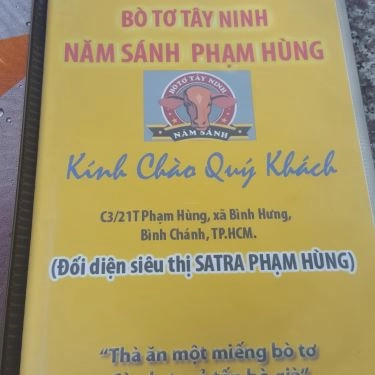 BÒ TƠ TÂY NINH
NĂM SÁNH PHẠM HÙNG
BÒ TƠ TÂY NINH
NĂM SÁNH
Kính Chào Quý Khách
C3/21T Phạm Hùng, xã Bình Hưng,
Bình Chánh, TP.HCM.
(Đối diện siêu thị SATRA PHẠM HÙNG)
"Thà ăn một miếng bò tơ